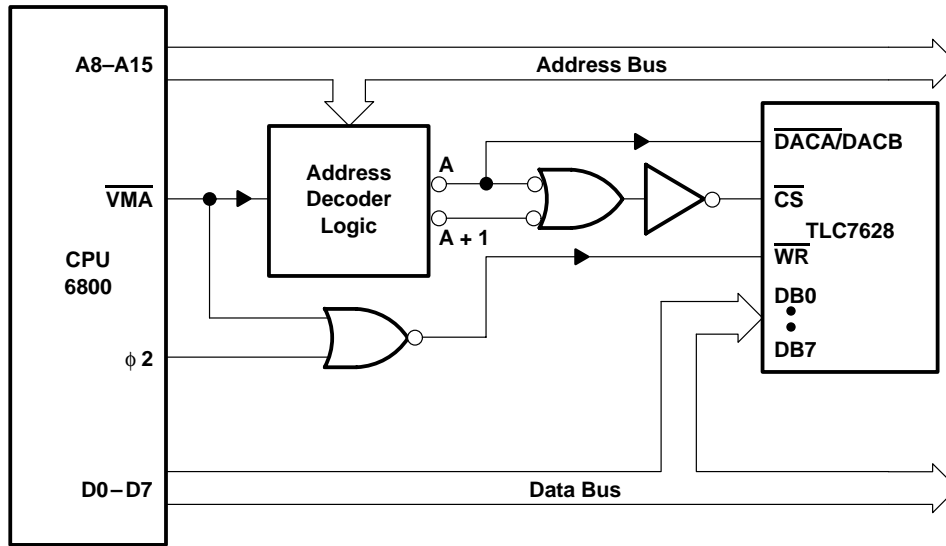 A8–A15
Address Bus
A
DACA/DACB
Address
Decoder
Logic
VMA
CS
TLC7628
A + 1
CPU
6800
WR
DB0
φ 2
DB7
D0–D7
Data Bus